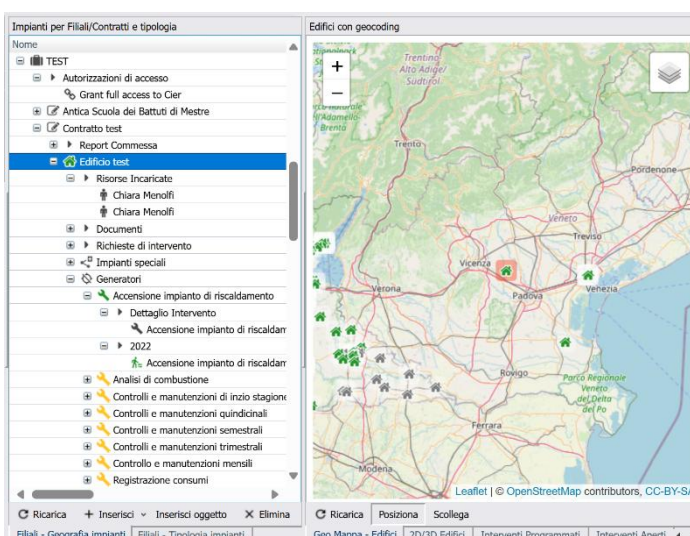 Impianti per Filiali/Contratti e tipologia
Nome
TEST
Autorizzazioni di accesso
Grant full access to Cier
Antica Scuola dei Battuti di Mestre
Contratto test
Report Commessa
Edificio test
Risorse Incaricate
Chiara Menolfi
Chiara Menolfi
Documenti
Richieste di intervento
Impianti speciali
Generatori
Accensione impianto di riscaldamento
Dettaglio Intervento
Accensione impianto di riscaldar
2022
Accensione impianto di riscaldar
Analisi di combustione
Controlli e manutenzioni di inzio stagione
Controlli e manutenzioni quindicinali
Controlli e manutenzioni semestrali
Controlli e manutenzioni trimestrali
Controllo e manutenzioni mensili
Registrazione consumi
Ricarica + Inserisci Inserisci oggetto Elimina
Filiali - Geografia impianti Filiali - Tipologia impianti
Edifici con geocoding
+
−
Trentino
Alto Adige/
Südtirol
dell'Adamello
Brenta
Trento
Pordenone
Veneto
Treviso
Vicenza
Verona
Padova
Venezia
Rovigo
Parco Regionale
Veneto
del Delta
del Po
Ferrara
Modena
Leaflet | © OpenStreetMap contributors, CC-BY-SA
Ricarica Posiziona Scollega
Geo Mappa - Edifici 2D/3D Edifici Interventi Programmati Interventi Aperti